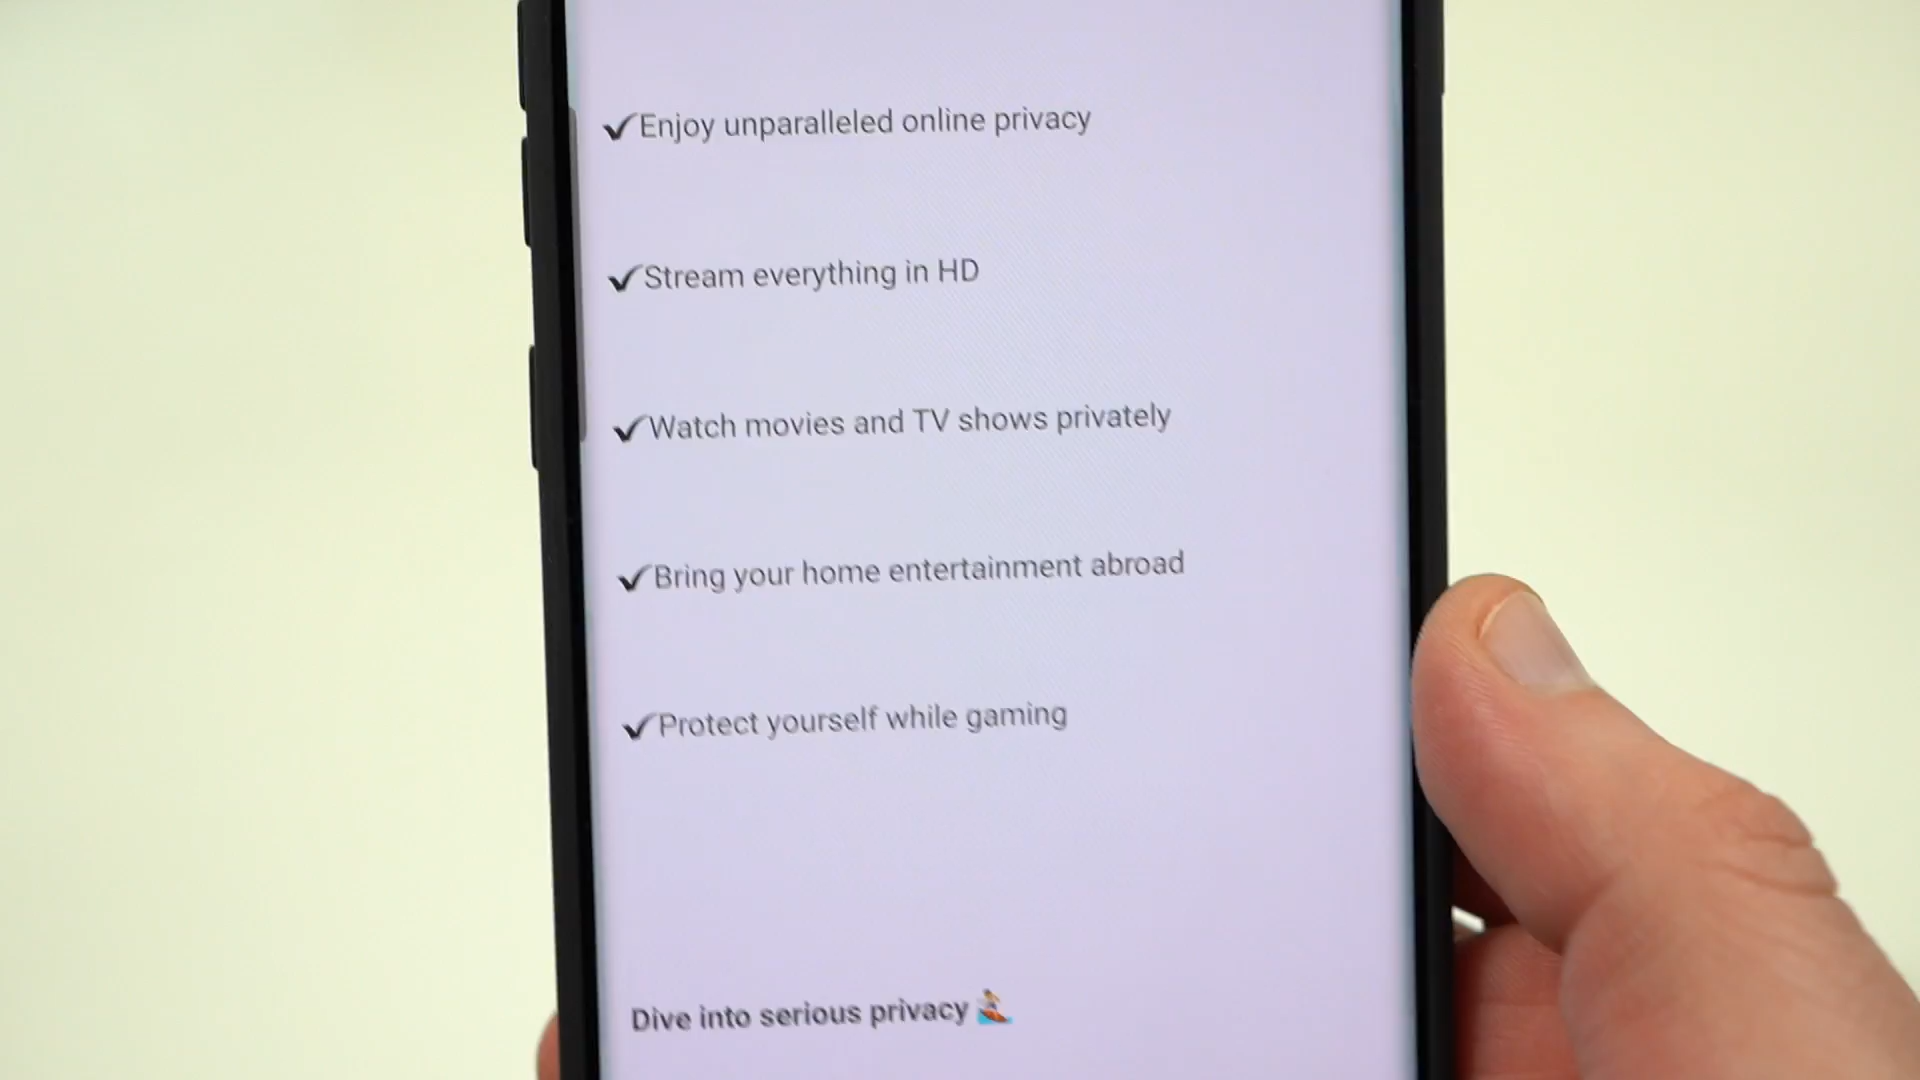 ✔Enjoy unparalleled online privacy
✔Stream everything in HD
✔Watch movies and TV shows privately
✔Bring your home entertainment abroad
✔Protect yourself while gaming
Dive into serious privacy 🏄